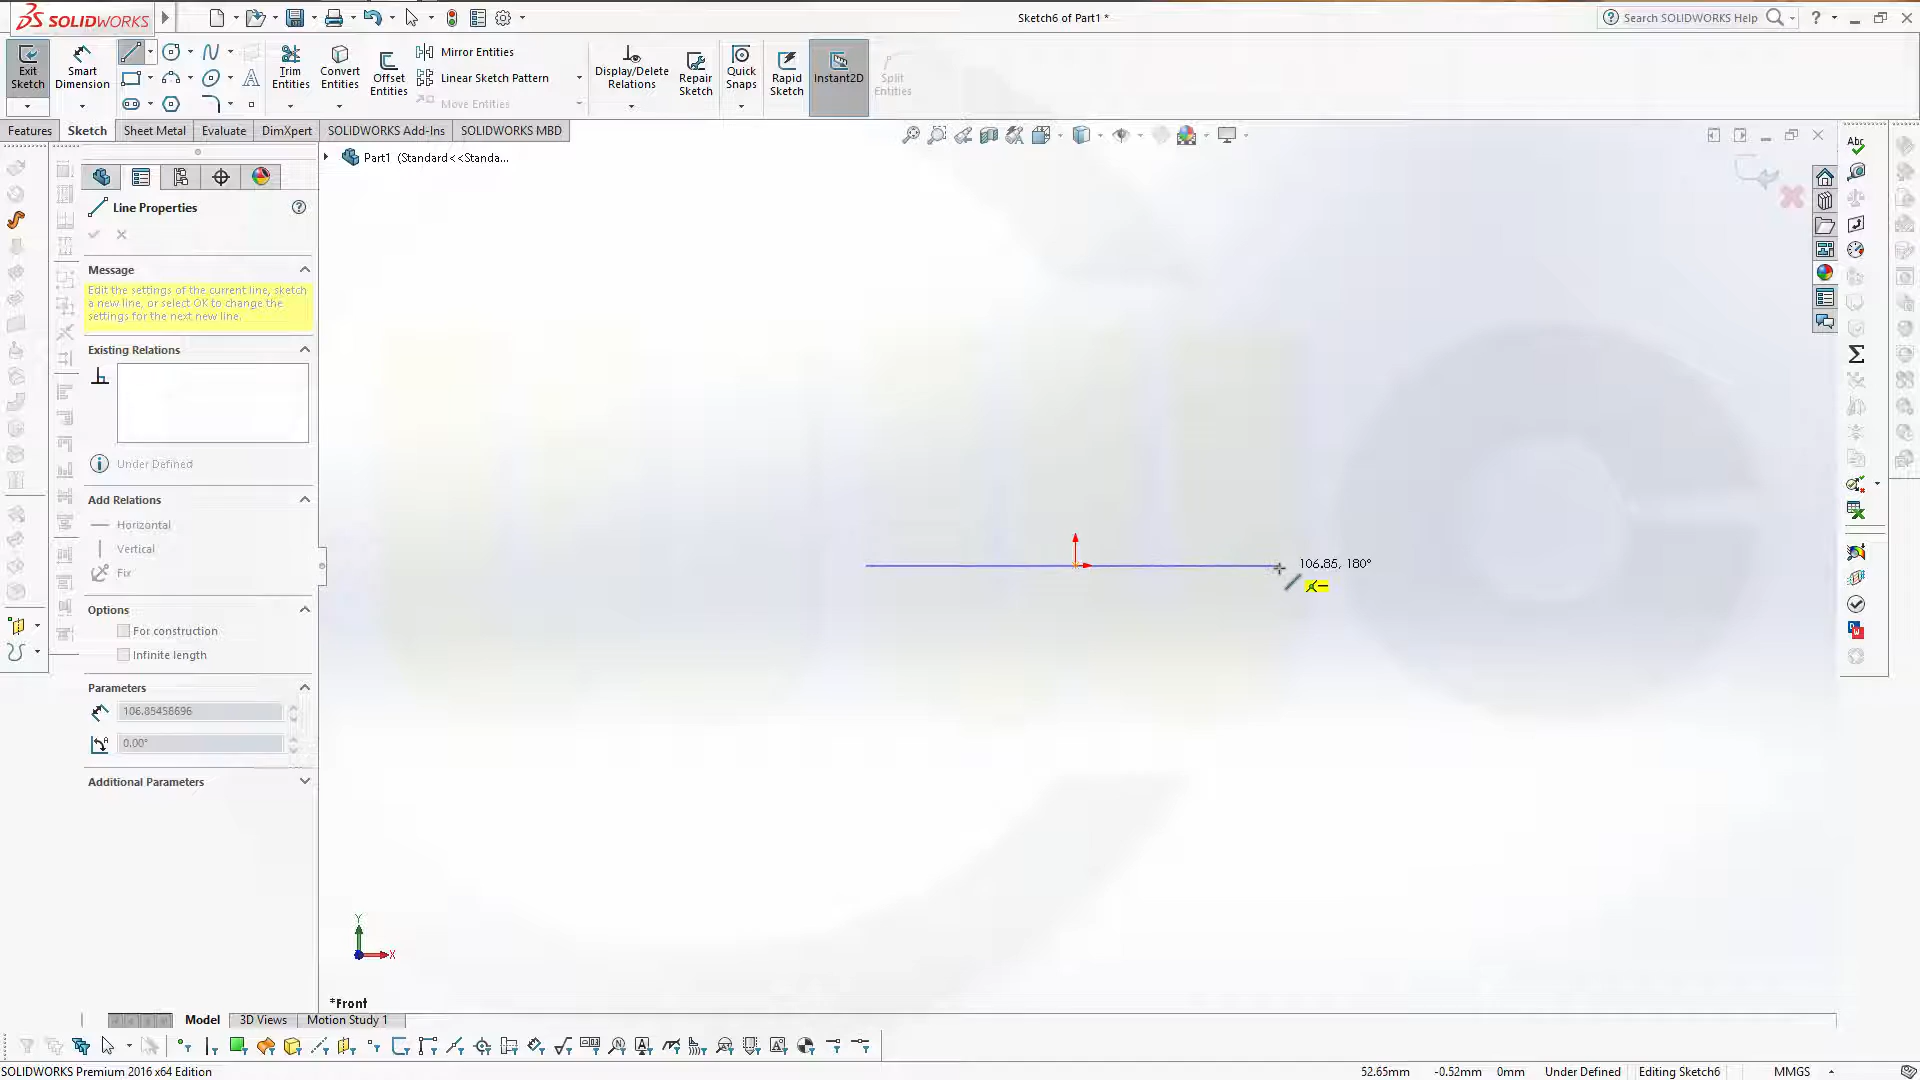 SOLIDWORKS
Sketch6 of Part1 *
Search SOLIDWORKS Help
Exit Sketch
Smart Dimension
Trim Entities
Convert Entities
Offset Entities
Mirror Entities
Linear Sketch Pattern
Move Entities
Display/Delete Relations
Repair Sketch
Quick Snaps
Rapid Sketch
Instant2D
Split Entities
Features
Sketch
Sheet Metal
Evaluate
DimXpert
SOLIDWORKS Add-Ins
SOLIDWORKS MBD
Part1 (Standard<<Standa...
Line Properties
Message
Edit the settings of the current line, sketch
a new line, or select OK to change the
settings for the next new line.
Existing Relations
Under Defined
Add Relations
Horizontal
Vertical
Fix
Options
For construction
Infinite length
Parameters
106.85458696
0.00°
Additional Parameters
106.85, 180°
Abc
Y
X
*Front
Model
3D Views
Motion Study 1
SOLIDWORKS Premium 2016 x64 Edition
52.65mm
-0.52mm
0mm
Under Defined
Editing Sketch6
MMGS